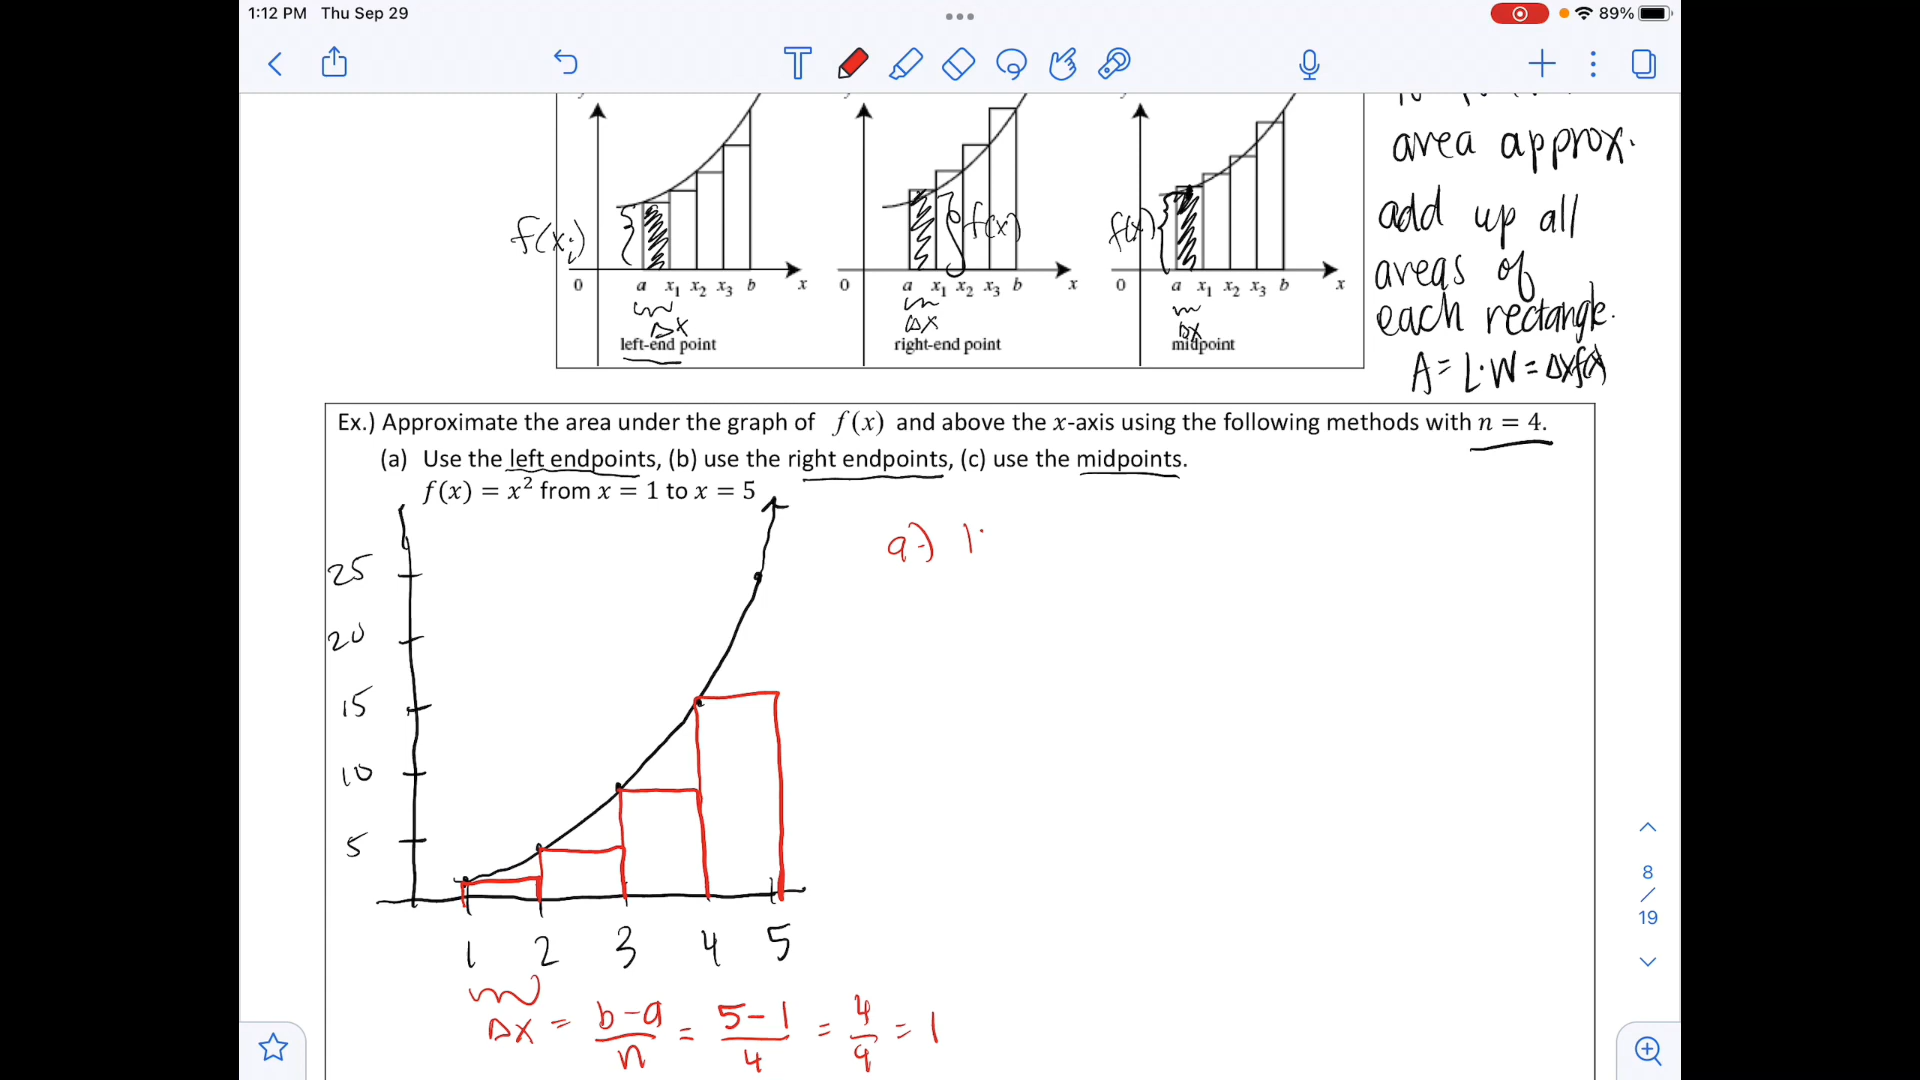 1:12 PM Thu Sep 29
89%
area approx.
add up all
areas of
each rectangle.
A = L·W = Δxf(x)
f(xi)
0 a x1 x2 x3 b x
Δx
left-end point
f(x)
0 a x1 x2 x3 b x
Δx
right-end point
f(x)
0 a x1 x2 x3 b x
Δx
midpoint
Ex.) Approximate the area under the graph of f(x) and above the x-axis using the following methods with n = 4.
(a) Use the left endpoints, (b) use the right endpoints, (c) use the midpoints.
f(x) = x² from x = 1 to x = 5
a.) 1·
25
20
15
10
5
1 2 3 4 5
Δx = b-a/n = 5-1/4 = 4/4 = 1
8
/
19